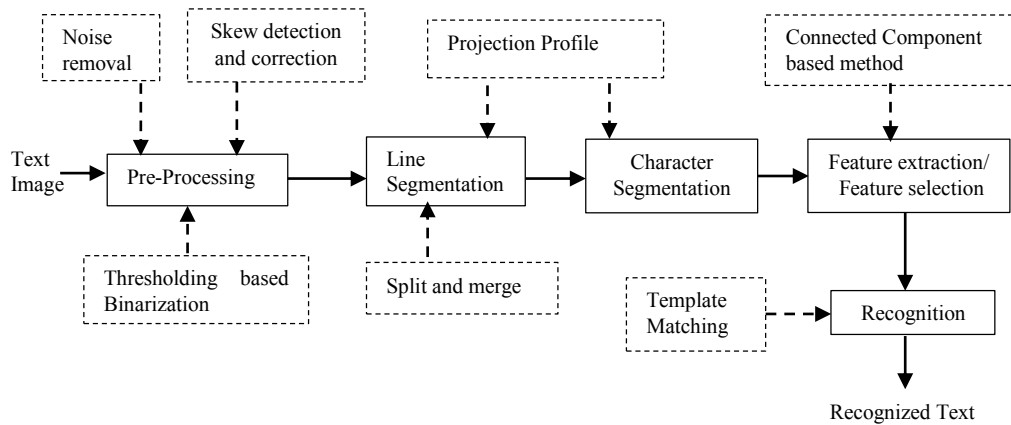 Noise
removal
Skew detection
and correction
Projection Profile
Connected Component
based method
Text
Image
Pre-Processing
Line
Segmentation
Character
Segmentation
Feature extraction/
Feature selection
Thresholding based
Binarization
Split and merge
Template
Matching
Recognition
Recognized Text